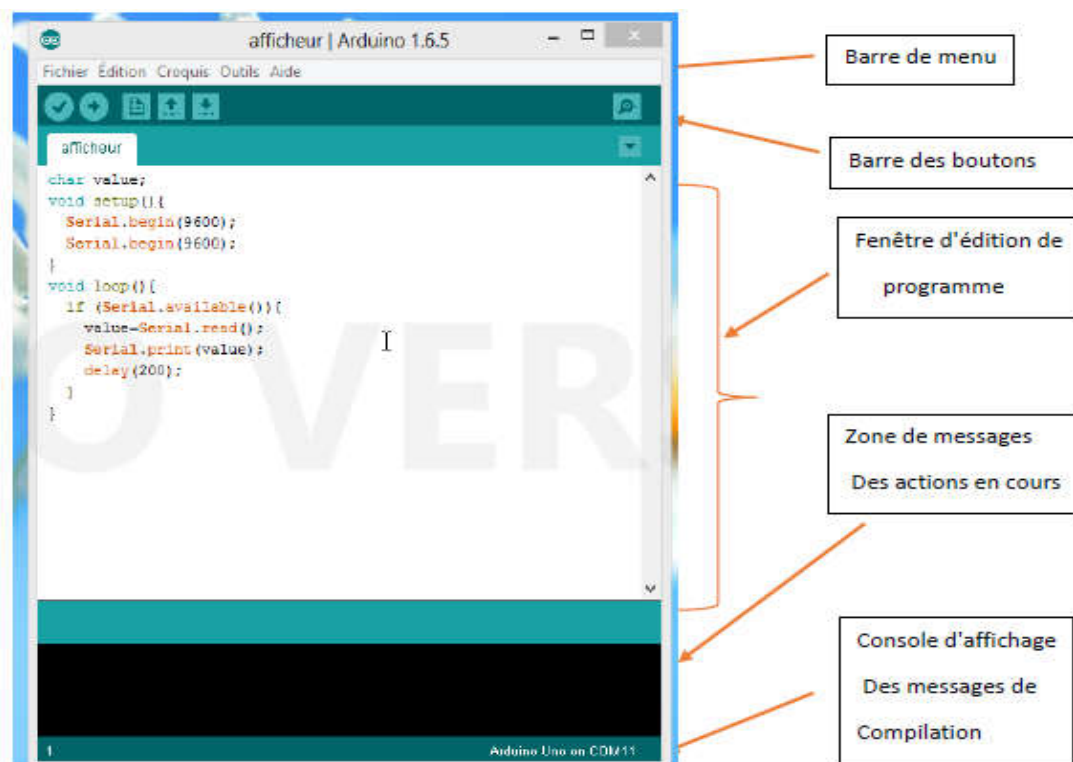 afficheur | Arduino 1.6.5
Fichier Édition Croquis Outils Aide
afficheur
char value;
void setup(){
Serial.begin(9600);
Serial.begin(9600);
}
void loop(){
if (Serial.available()){
value=Serial.read();
Serial.print(value);
delay(200);
}
}
O VERS
1
Arduino Uno on COM11
Barre de menu
Barre des boutons
Fenêtre d'édition de
programme
Zone de messages
Des actions en cours
Console d'affichage
Des messages de
Compilation